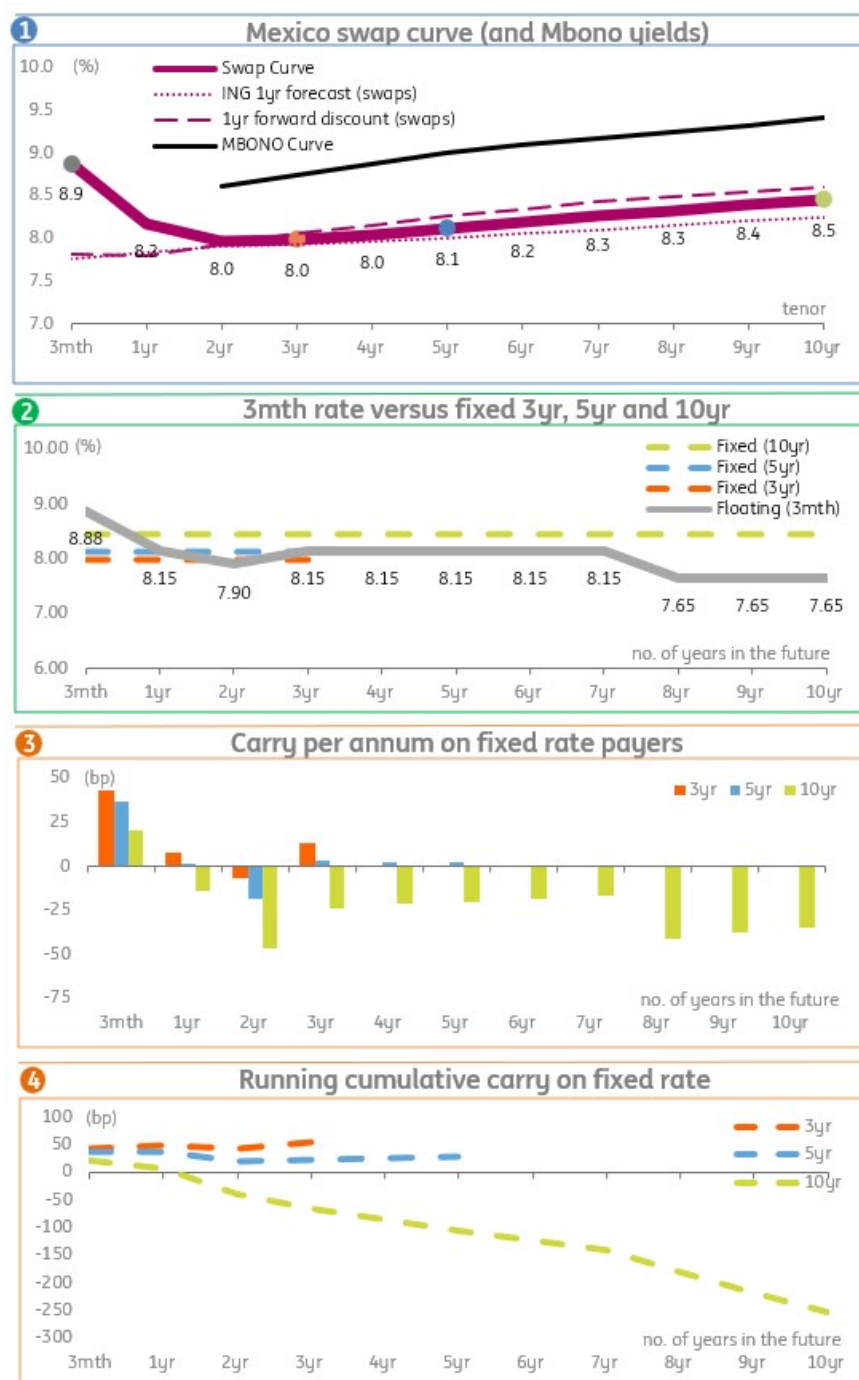 1 Mexico swap curve (and Mbono yields)
10.0 (%)
Swap Curve
ING 1yr forecast (swaps)
9.5
1yr forward discount (swaps)
MBONO Curve
9.0
8.9
8.5
8.0
8.2 8.0 8.0 8.0 8.1 8.2 8.3 8.3 8.4 8.5
7.5
tenor
7.0
3mth 1yr 2yr 3yr 4yr 5yr 6yr 7yr 8yr 9yr 10yr
2 3mth rate versus fixed 3yr, 5yr and 10yr
10.00 (%)
Fixed (10yr)
Fixed (5yr)
Fixed (3yr)
9.00
Floating (3mth)
8.88
8.00
8.15 7.90 8.15 8.15 8.15 8.15 8.15 7.65 7.65 7.65
7.00
no. of years in the future
6.00
3mth 1yr 2yr 3yr 4yr 5yr 6yr 7yr 8yr 9yr 10yr
3 Carry per annum on fixed rate payers
50 (bp)
3yr 5yr 10yr
25
0
-25
-50
-75
no. of years in the future
3mth 1yr 2yr 3yr 4yr 5yr 6yr 7yr 8yr 9yr 10yr
4 Running cumulative carry on fixed rate
100 (bp)
3yr
50
5yr
0
10yr
-50
-100
-150
-200
-250
-300
no. of years in the future
3mth 1yr 2yr 3yr 4yr 5yr 6yr 7yr 8yr 9yr 10yr